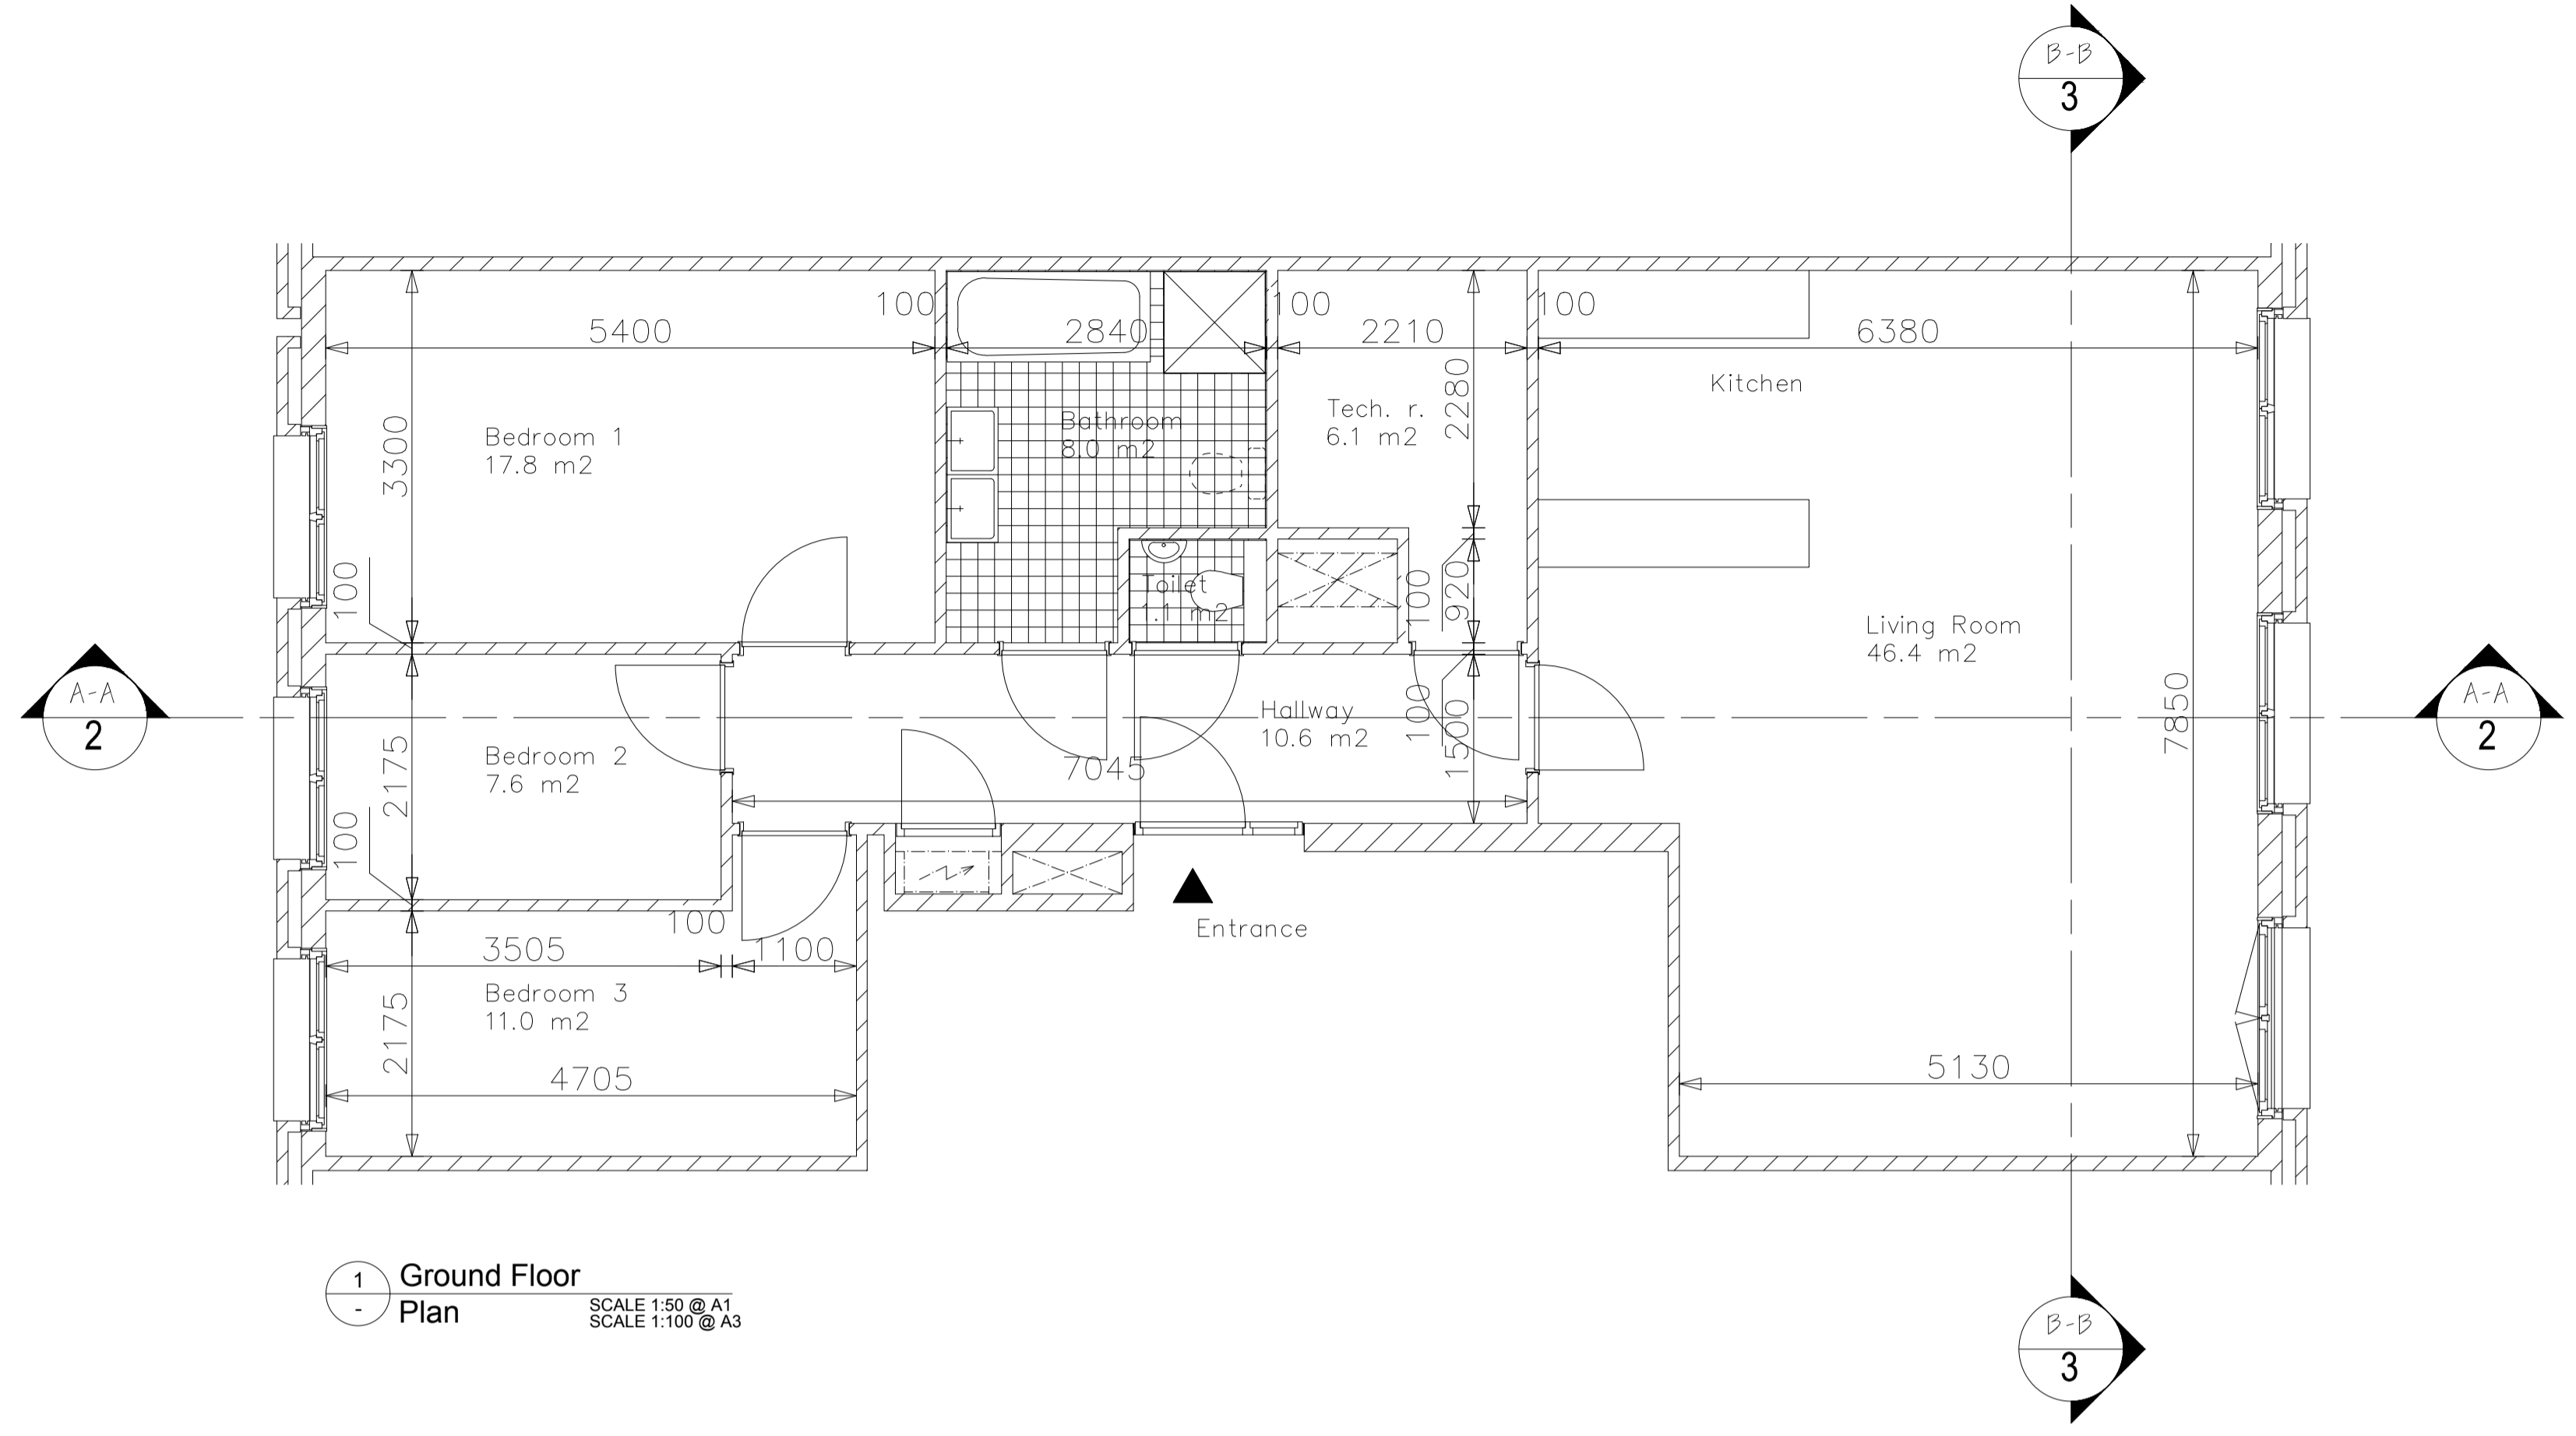 B-B
3
100
100
100
5400
2840
2210
6380
Kitchen
2280
Tech. r.
6.1 m2
Bathroom
8.0 m2
Bedroom 1
17.8 m2
3300
100
Toilet
1.1 m2
100
920
Living Room
46.4 m2
A-A
2
A-A
2
Hallway
10.6 m2
100
1500
7850
7045
Bedroom 2
7.6 m2
2175
100
100
Entrance
3505
1100
Bedroom 3
11.0 m2
2175
4705
5130
1
-
Ground Floor
Plan
SCALE 1:50 @ A1
SCALE 1:100 @ A3
B-B
3